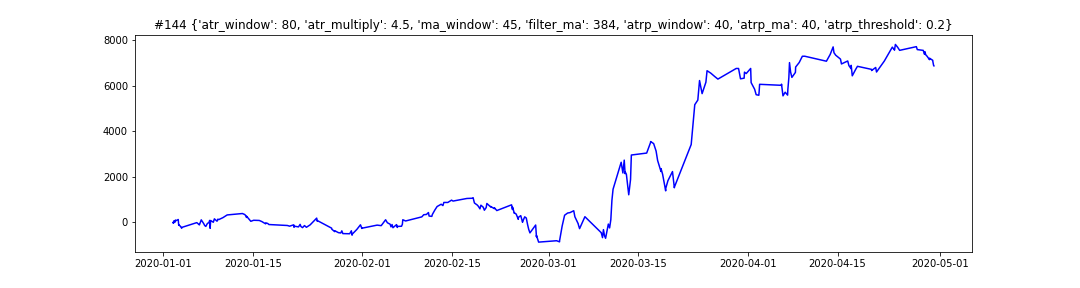 #144 {'atr_window': 80, 'atr_multiply': 4.5, 'ma_window': 45, 'filter_ma': 384, 'atrp_window': 40, 'atrp_ma': 40, 'atrp_threshold': 0.2}
8000
6000
4000
2000
0
2020-01-01 2020-01-15 2020-02-01 2020-02-15 2020-03-01 2020-03-15 2020-04-01 2020-04-15 2020-05-01